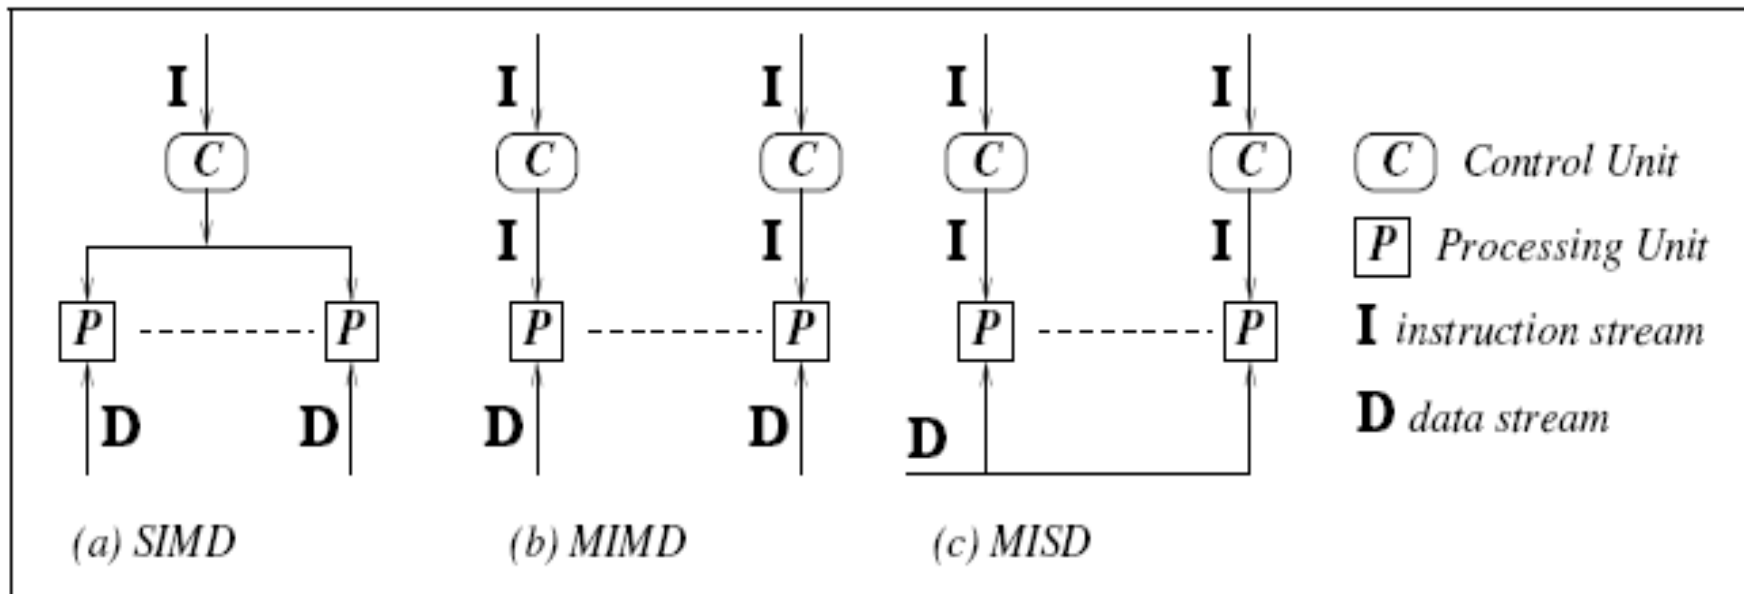 I I I I I
C C C C C C Control Unit
I I I I P Processing Unit
P P P P P P I instruction stream
D D D D D D data stream
(a) SIMD (b) MIMD (c) MISD